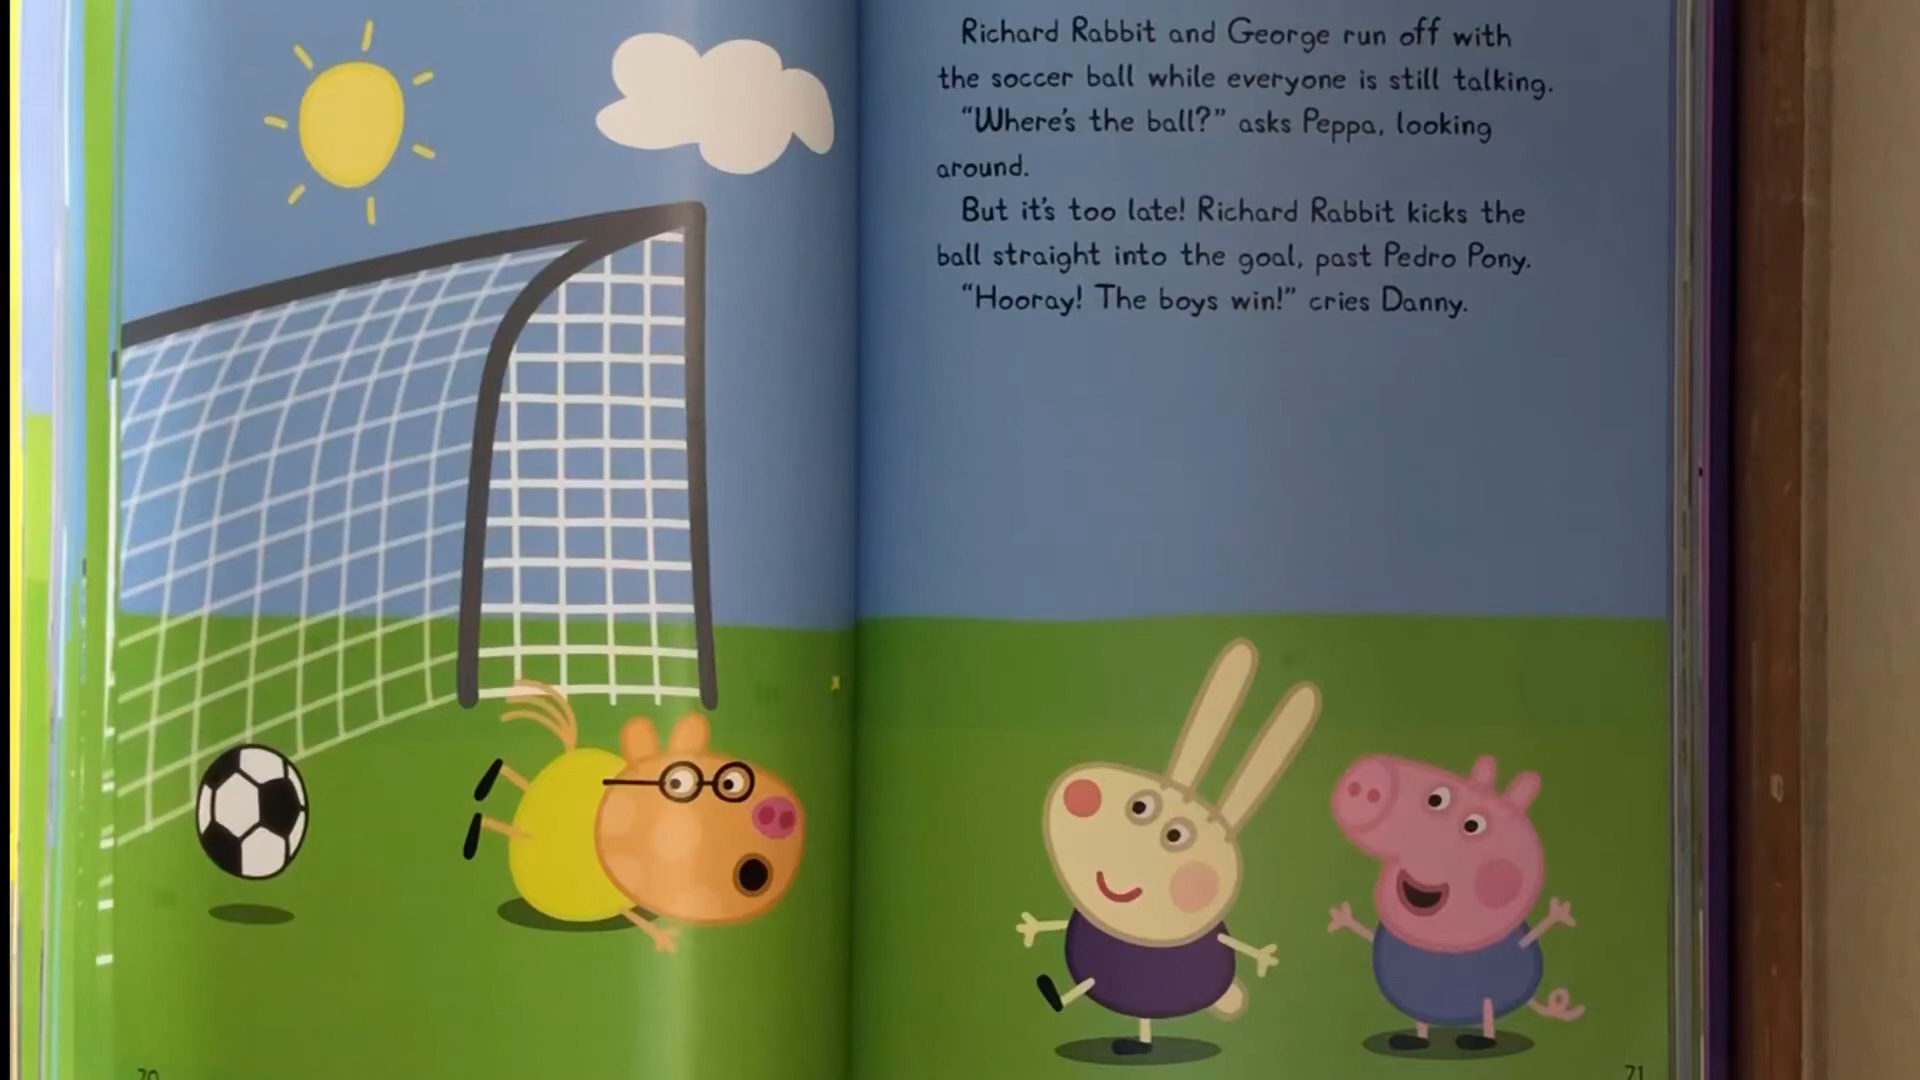 Richard Rabbit and George run off with
the soccer ball while everyone is still talking.
“Where's the ball?” asks Peppa, looking
around.
But it's too late! Richard Rabbit kicks the
ball straight into the goal, past Pedro Pony.
“Hooray! The boys win!” cries Danny.
70
71